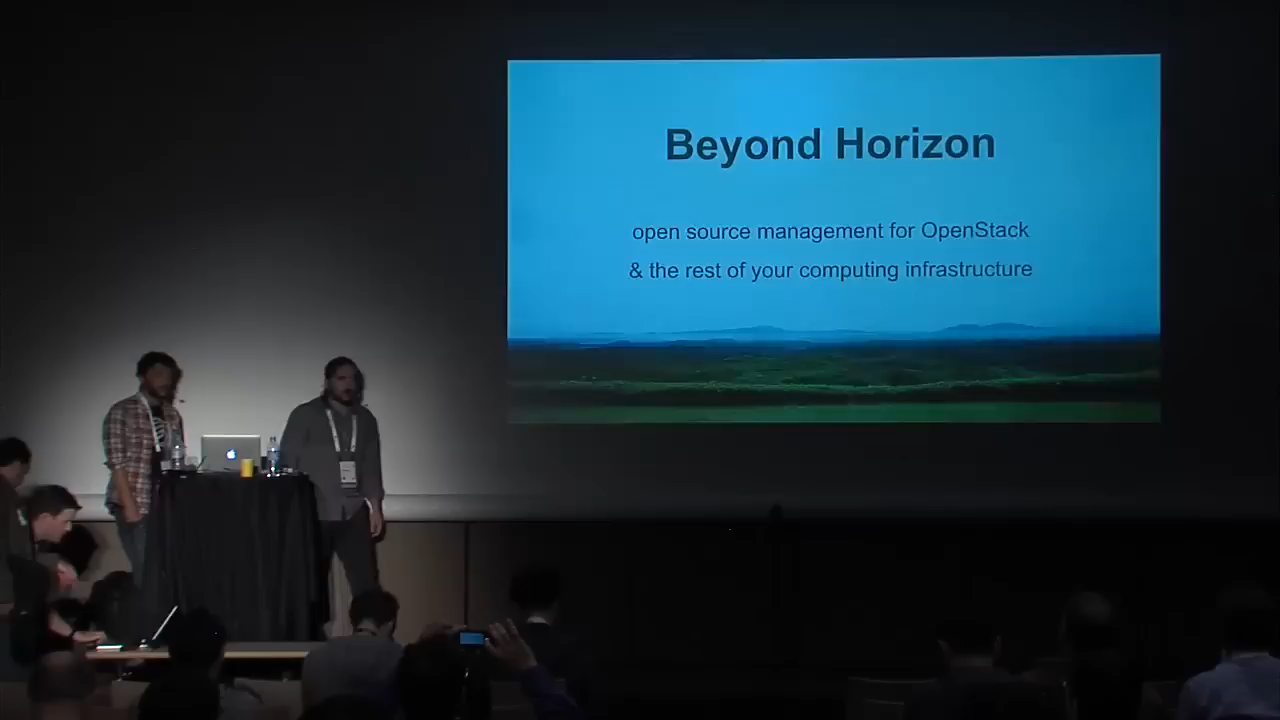 Beyond Horizon
open source management for OpenStack
& the rest of your computing infrastructure